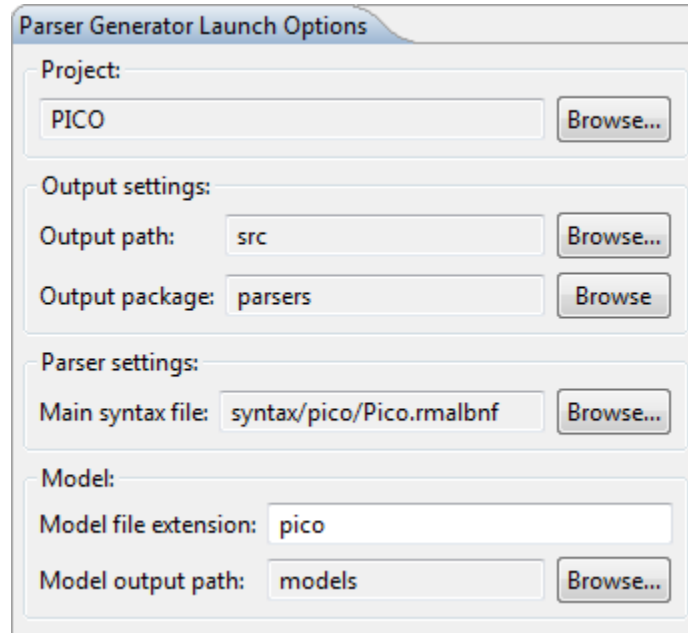 Parser Generator Launch Options
Project:
PICO Browse...
Output settings:
Output path: src Browse...
Output package: parsers Browse
Parser settings:
Main syntax file: syntax/pico/Pico.rmalbnf Browse...
Model:
Model file extension: pico
Model output path: models Browse...